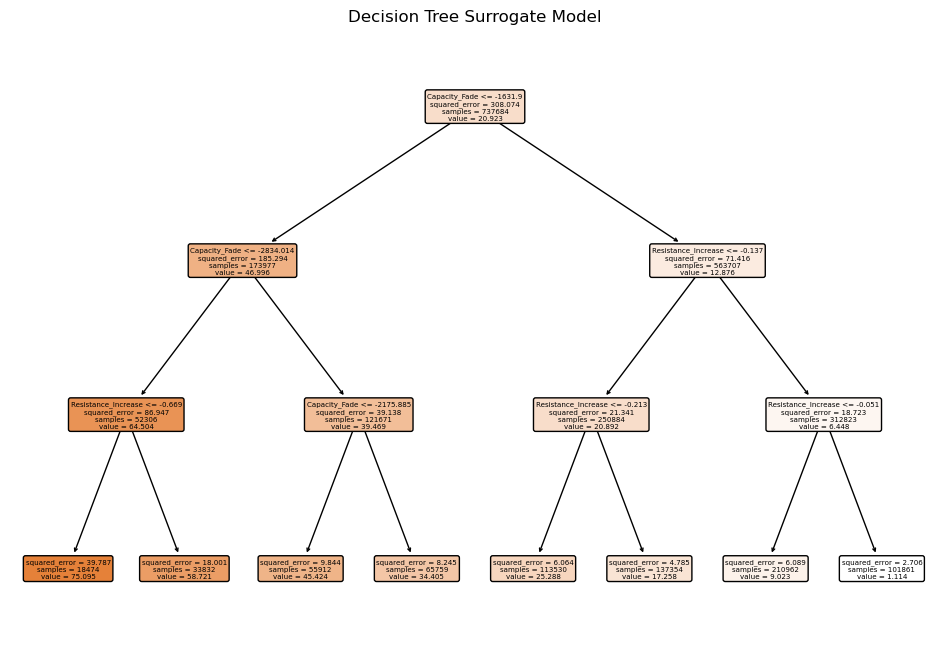 Decision Tree Surrogate Model
Capacity_Fade <= -1631.9
squared_error = 308.074
samples = 737684
value = 20.923
Capacity_Fade <= -2834.014
squared_error = 185.294
samples = 173977
value = 46.996
Resistance_Increase <= -0.137
squared_error = 71.416
samples = 563707
value = 12.876
Resistance_Increase <= -0.669
squared_error = 86.947
samples = 52306
value = 64.504
Capacity_Fade <= -2175.885
squared_error = 39.138
samples = 121671
value = 39.469
Resistance_Increase <= -0.213
squared_error = 21.341
samples = 250884
value = 20.892
Resistance_Increase <= -0.051
squared_error = 18.723
samples = 312823
value = 6.448
squared_error = 39.787
samples = 18474
value = 75.095
squared_error = 18.001
samples = 33832
value = 58.721
squared_error = 9.844
samples = 55912
value = 45.424
squared_error = 8.245
samples = 65759
value = 34.405
squared_error = 6.064
samples = 113530
value = 25.288
squared_error = 4.785
samples = 137354
value = 17.258
squared_error = 6.089
samples = 210962
value = 9.023
squared_error = 2.706
samples = 101861
value = 1.114